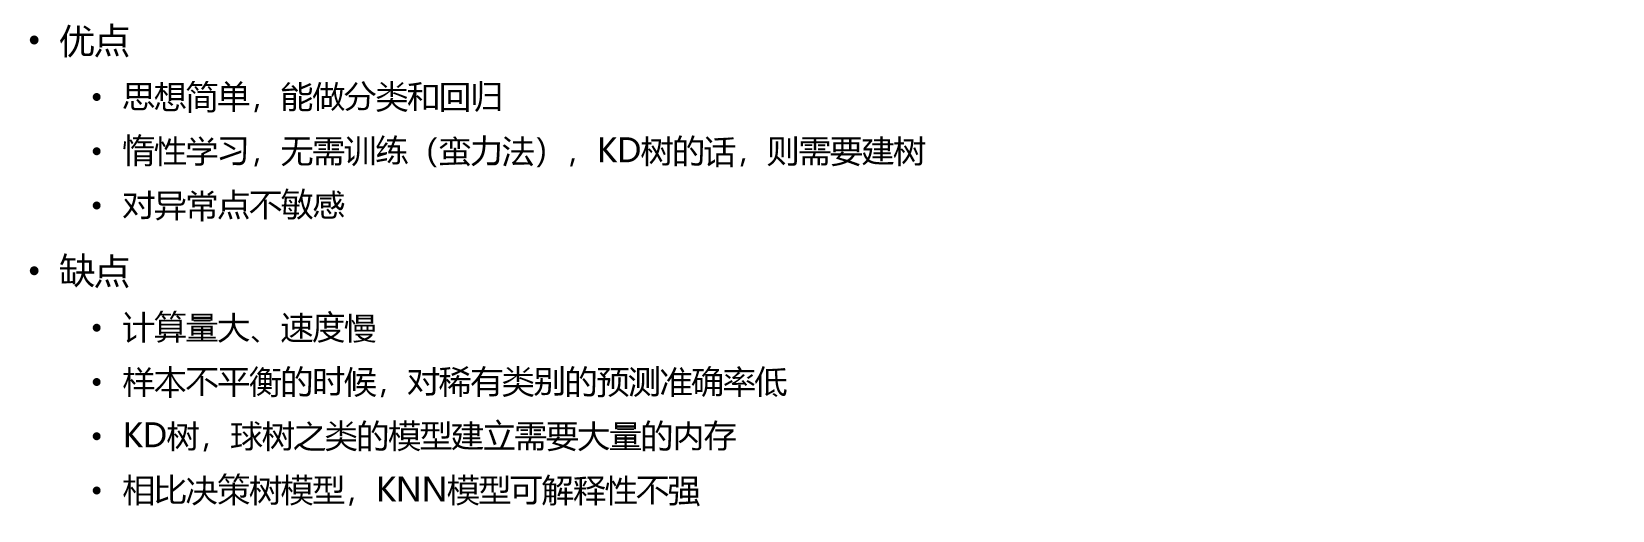 • 优点
• 思想简单，能做分类和回归
• 惰性学习，无需训练（蛮力法），KD树的话，则需要建树
• 对异常点不敏感
• 缺点
• 计算量大、速度慢
• 样本不平衡的时候，对稀有类别的预测准确率低
• KD树，球树之类的模型建立需要大量的内存
• 相比决策树模型，KNN模型可解释性不强